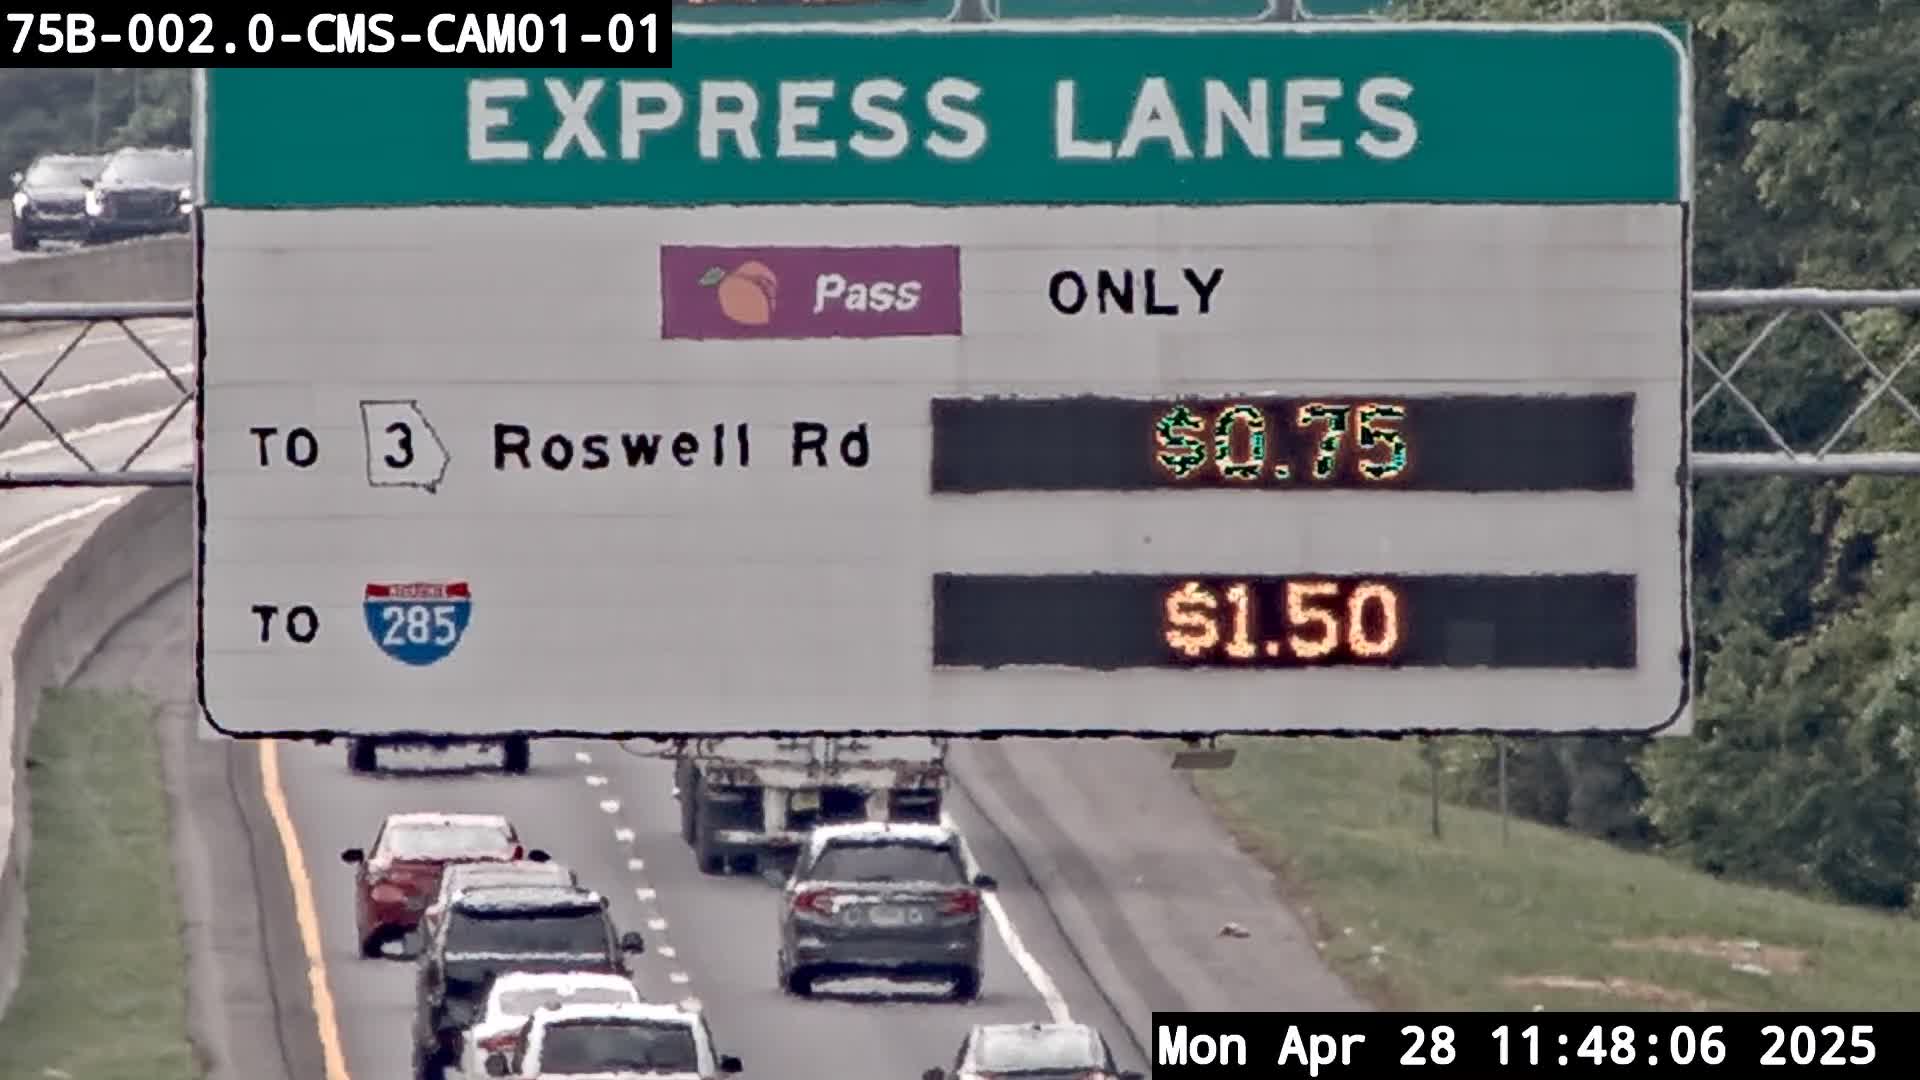 75B-002.0-CMS-CAM01-01
EXPRESS LANES
Pass ONLY
TO 3 Roswell Rd $0.75
TO 285 $1.50
Mon Apr 28 11:48:06 2025